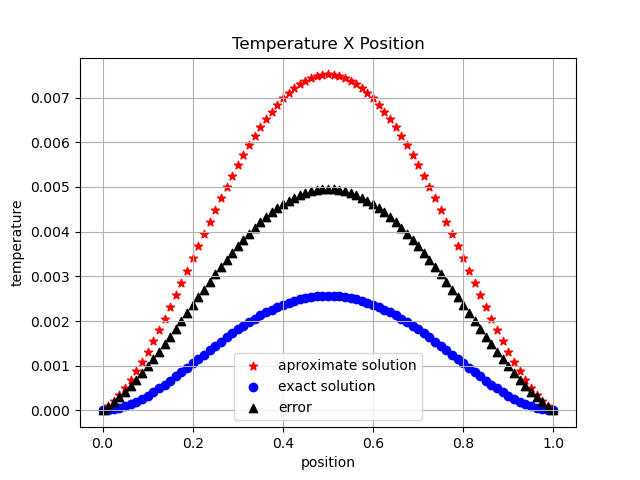 Temperature X Position
temperature
0.007
0.006
0.005
0.004
0.003
0.002
0.001
0.000
aproximate solution
exact solution
error
0.0 0.2 0.4 0.6 0.8 1.0
position